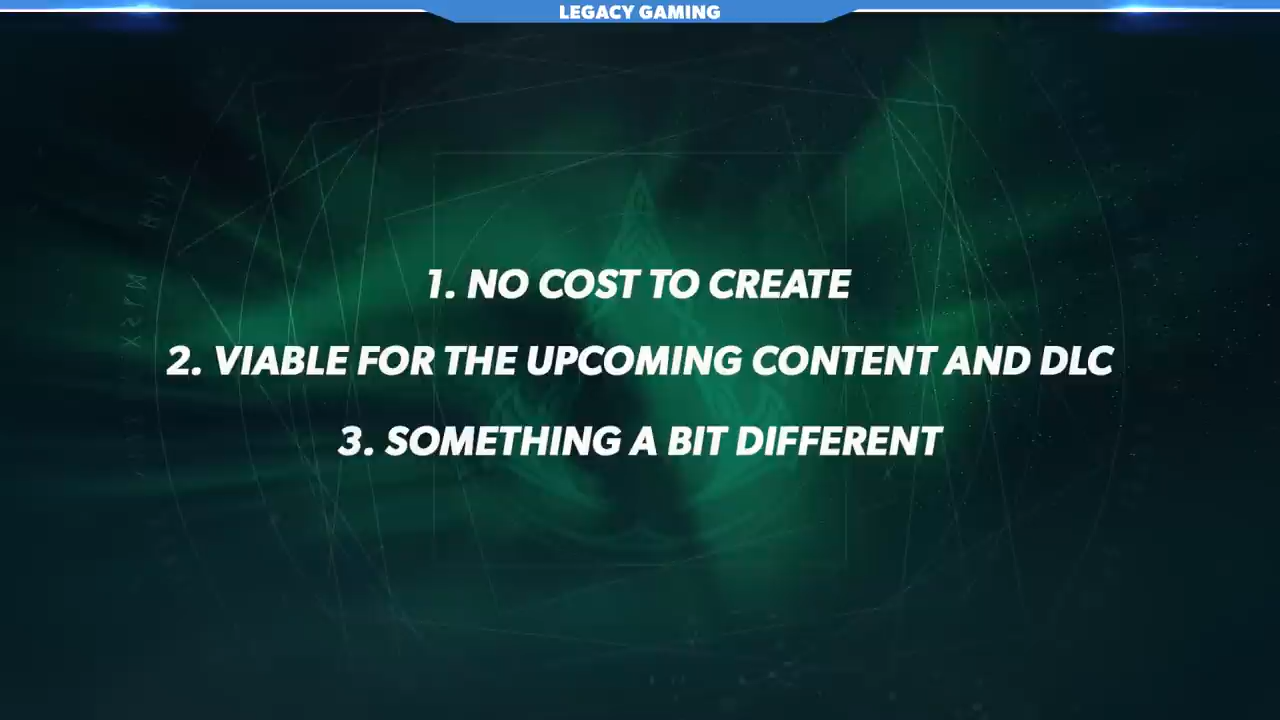 LEGACY GAMING
1. NO COST TO CREATE
2. VIABLE FOR THE UPCOMING CONTENT AND DLC
3. SOMETHING A BIT DIFFERENT